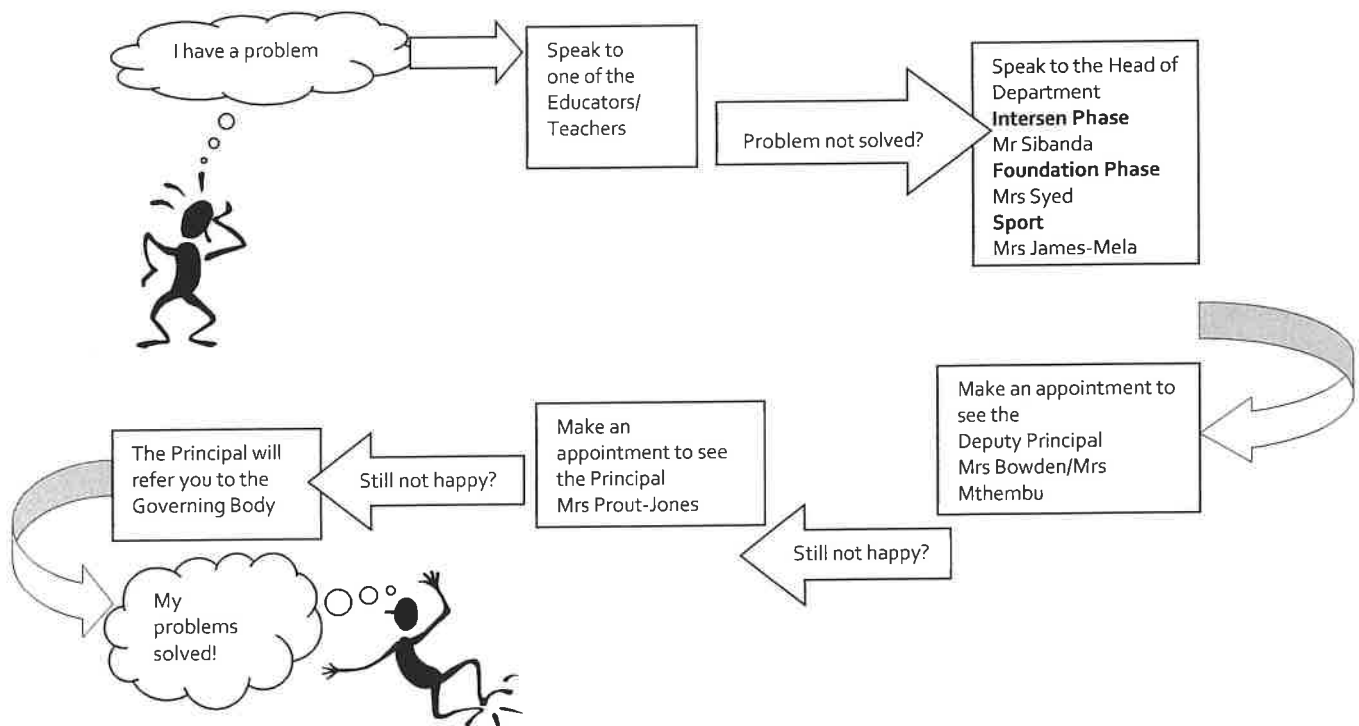 I have a problem
Speak to
one of the
Educators/
Teachers
Problem not solved?
Speak to the Head of
Department
Intersen Phase
Mr Sibanda
Foundation Phase
Mrs Syed
Sport
Mrs James-Mela
Make an appointment to
see the
Deputy Principal
Mrs Bowden/Mrs
Mthembu
Still not happy?
Make an
appointment to see
the Principal
Mrs Prout-Jones
Still not happy?
The Principal will
refer you to the
Governing Body
My
problems
solved!